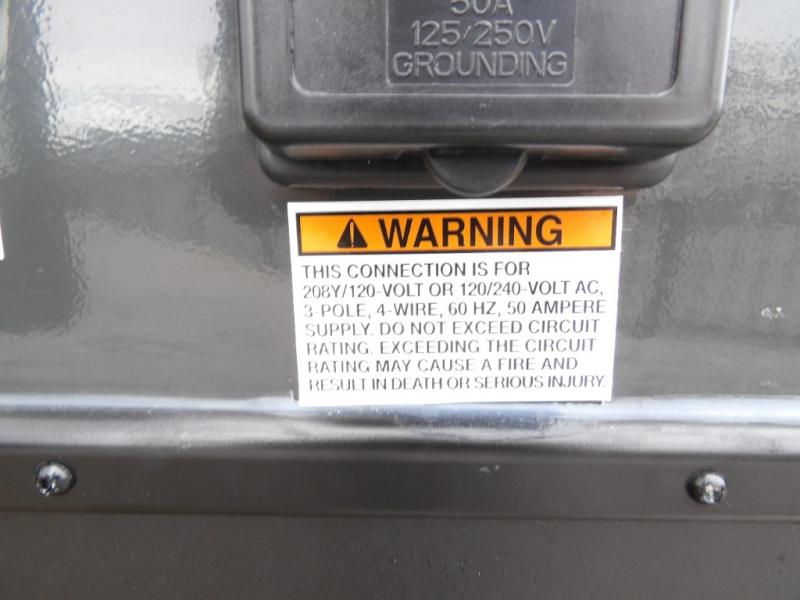 50A
125/250V
GROUNDING
WARNING
THIS CONNECTION IS FOR
208Y/120-VOLT OR 120/240-VOLT AC,
3-POLE, 4-WIRE, 60 HZ, 50 AMPERE
SUPPLY. DO NOT EXCEED CIRCUIT
RATING. EXCEEDING THE CIRCUIT
RATING MAY CAUSE A FIRE AND
RESULT IN DEATH OR SERIOUS INJURY.